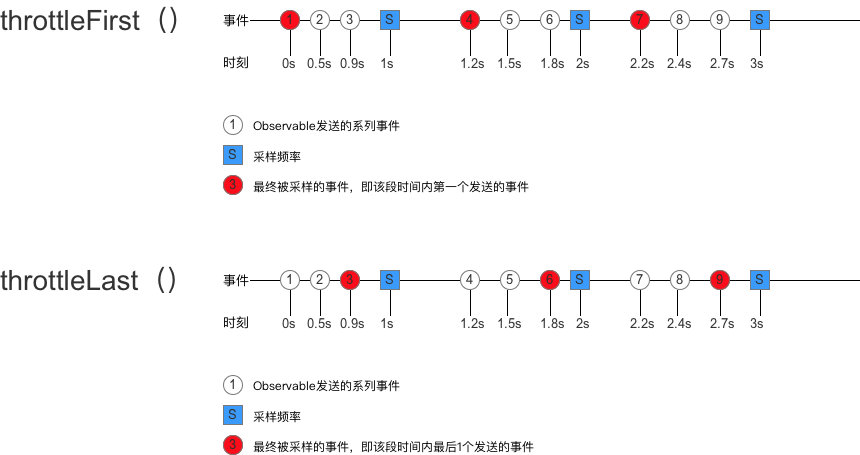 throttleFirst（）
事件 1 2 3 S 4 5 6 S 7 8 9 S
时刻 0s 0.5s 0.9s 1s 1.2s 1.5s 1.8s 2s 2.2s 2.4s 2.7s 3s
1 Observable发送的系列事件
S 采样频率
3 最终被采样的事件，即该段时间内第一个发送的事件
throttleLast（）
事件 1 2 3 S 4 5 6 S 7 8 9 S
时刻 0s 0.5s 0.9s 1s 1.2s 1.5s 1.8s 2s 2.2s 2.4s 2.7s 3s
1 Observable发送的系列事件
S 采样频率
3 最终被采样的事件，即该段时间内最后1个发送的事件